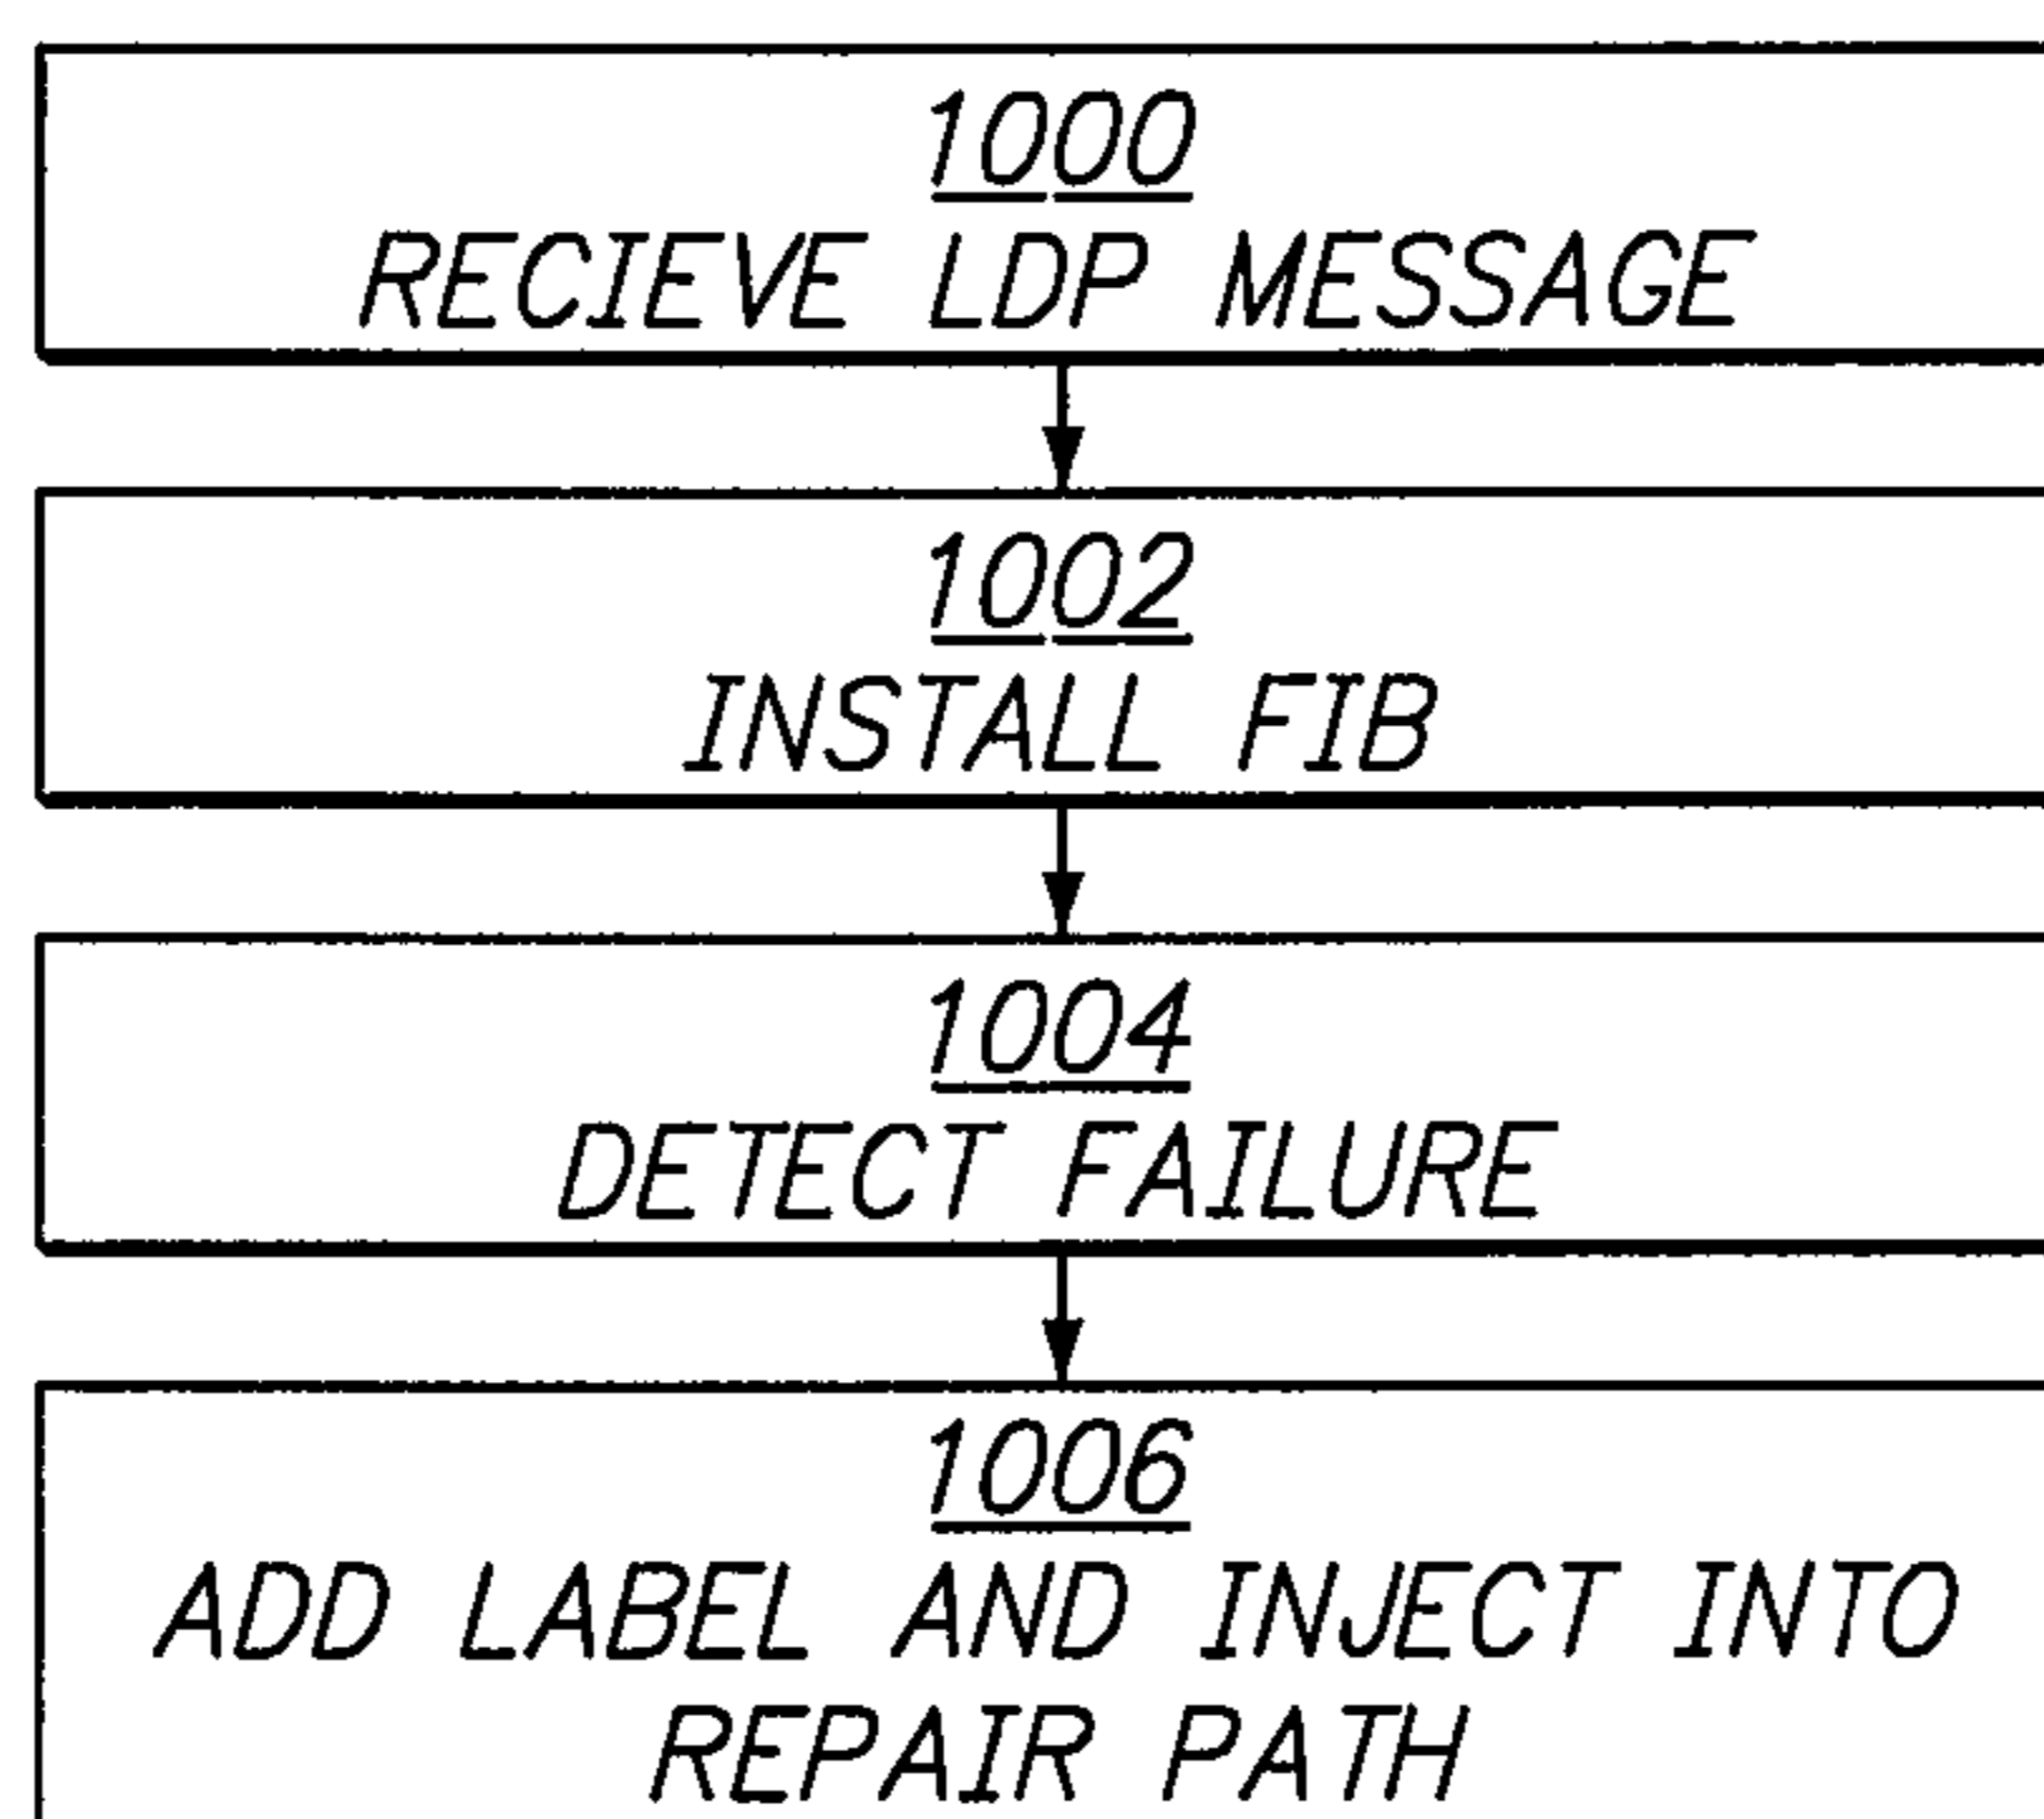 1000
RECIEVE LDP MESSAGE
1002
INSTALL FIB
1004
DETECT FAILURE
1006
ADD LABEL AND INJECT INTO
REPAIR PATH